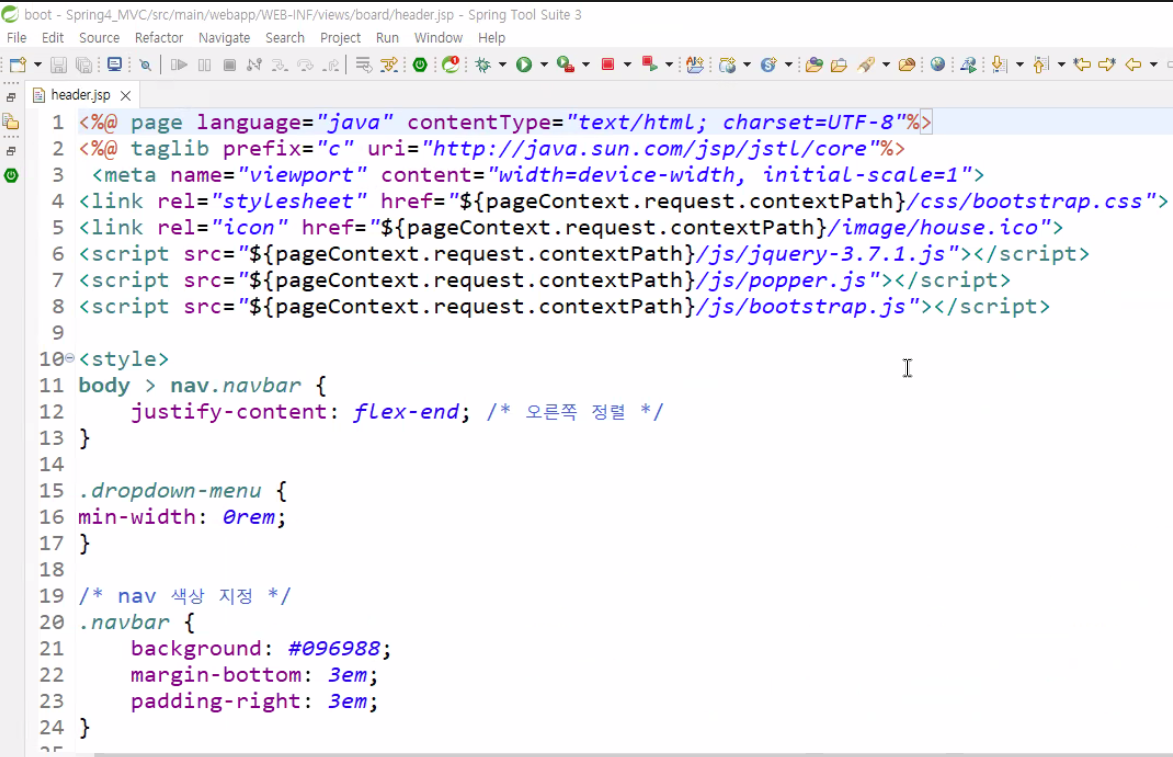 boot - Spring4_MVC/src/main/webapp/WEB-INF/views/board/header.jsp - Spring Tool Suite 3
File Edit Source Refactor Navigate Search Project Run Window Help
header.jsp
1 <%@ page language="java" contentType="text/html; charset=UTF-8"%>
2 <%@ taglib prefix="c" uri="http://java.sun.com/jsp/jstl/core"%>
3 <meta name="viewport" content="width=device-width, initial-scale=1">
4 <link rel="stylesheet" href="${pageContext.request.contextPath}/css/bootstrap.css">
5 <link rel="icon" href="${pageContext.request.contextPath}/image/house.ico">
6 <script src="${pageContext.request.contextPath}/js/jquery-3.7.1.js"></script>
7 <script src="${pageContext.request.contextPath}/js/popper.js"></script>
8 <script src="${pageContext.request.contextPath}/js/bootstrap.js"></script>
9
10 <style>
11 body > nav.navbar {
12     justify-content: flex-end; /* 오른쪽 정렬 */
13 }
14
15 .dropdown-menu {
16 min-width: 0rem;
17 }
18
19 /* nav 색상 지정 */
20 .navbar {
21     background: #096988;
22     margin-bottom: 3em;
23     padding-right: 3em;
24 }